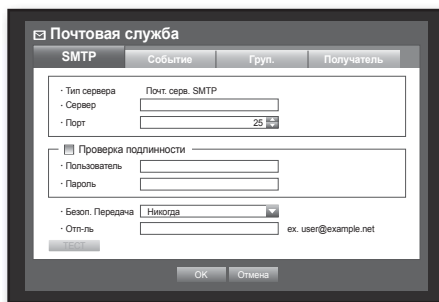 Почтовая служба
SMTP Событие Груп. Получатель
· Тип сервера Почт. серв. SMTP
· Сервер
· Порт 25
Проверка подлинности
· Пользователь
· Пароль
· Безоп. Передача Никогда
· Отп-ль ex. user@example.net
ТЕСТ
OK Отмена